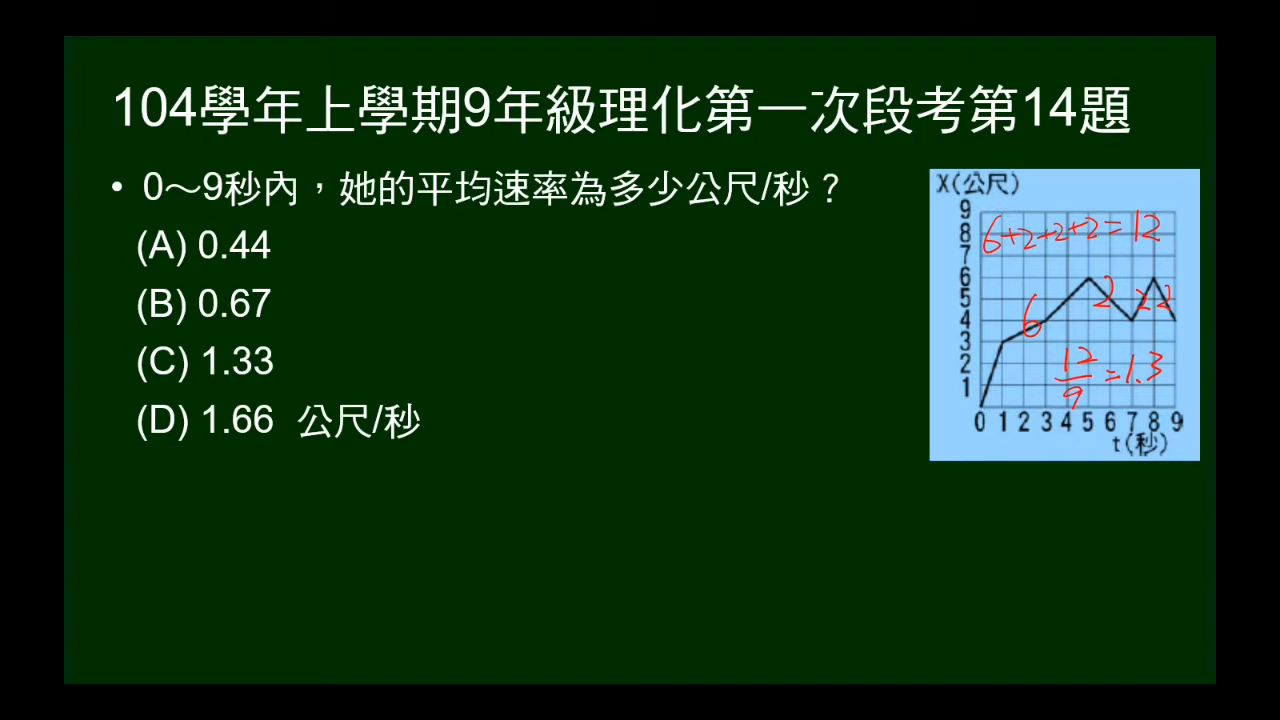 104學年上學期9年級理化第一次段考第14題
• 0～9秒內，她的平均速率為多少公尺/秒？
(A) 0.44
(B) 0.67
(C) 1.33
(D) 1.66 公尺/秒
X(公尺)
9
8
7
6
5
4
3
2
1
0 1 2 3 4 5 6 7 8 9
t(秒)
6+2+2+2=12
6 2 2 2
12/9=1.3